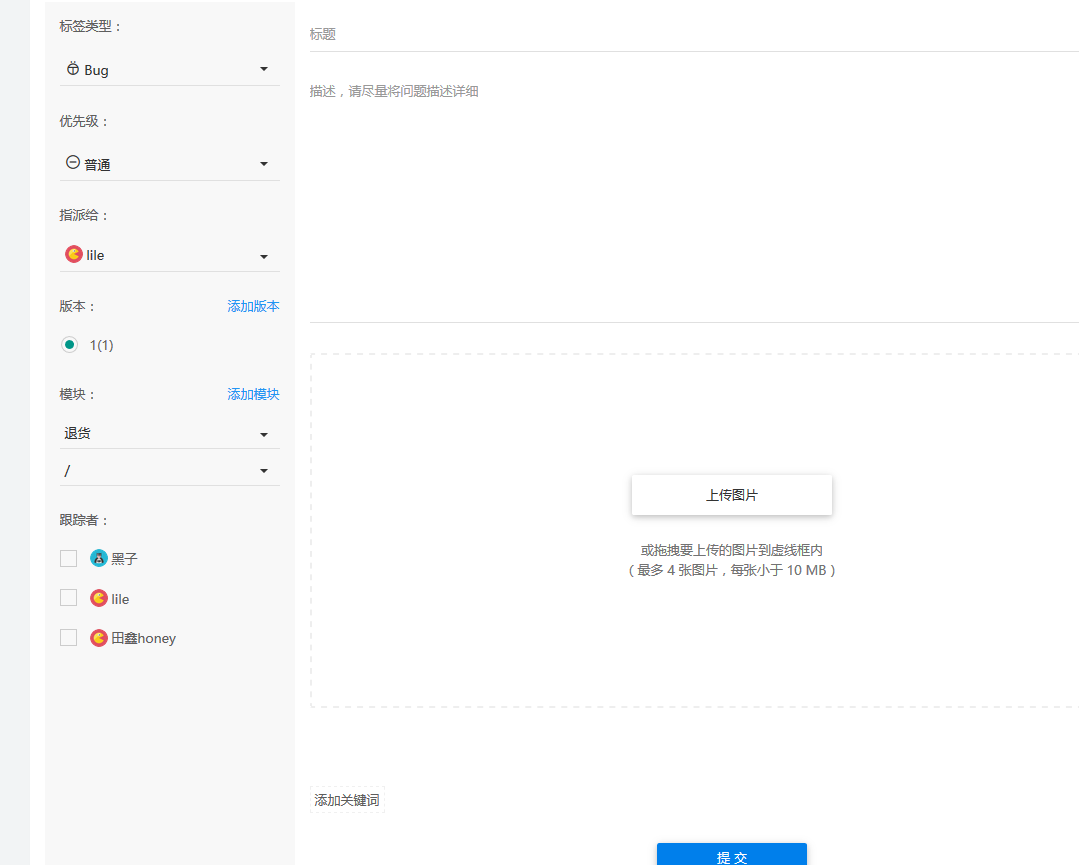 标签类型：
Bug
优先级：
普通
指派给：
lile
版本：
添加版本
1(1)
模块：
添加模块
退货
/
跟踪者：
黑子
lile
田鑫honey
标题
描述，请尽量将问题描述详细
上传图片
或拖拽要上传的图片到虚线框内
（最多 4 张图片，每张小于 10 MB）
添加关键词
提 交